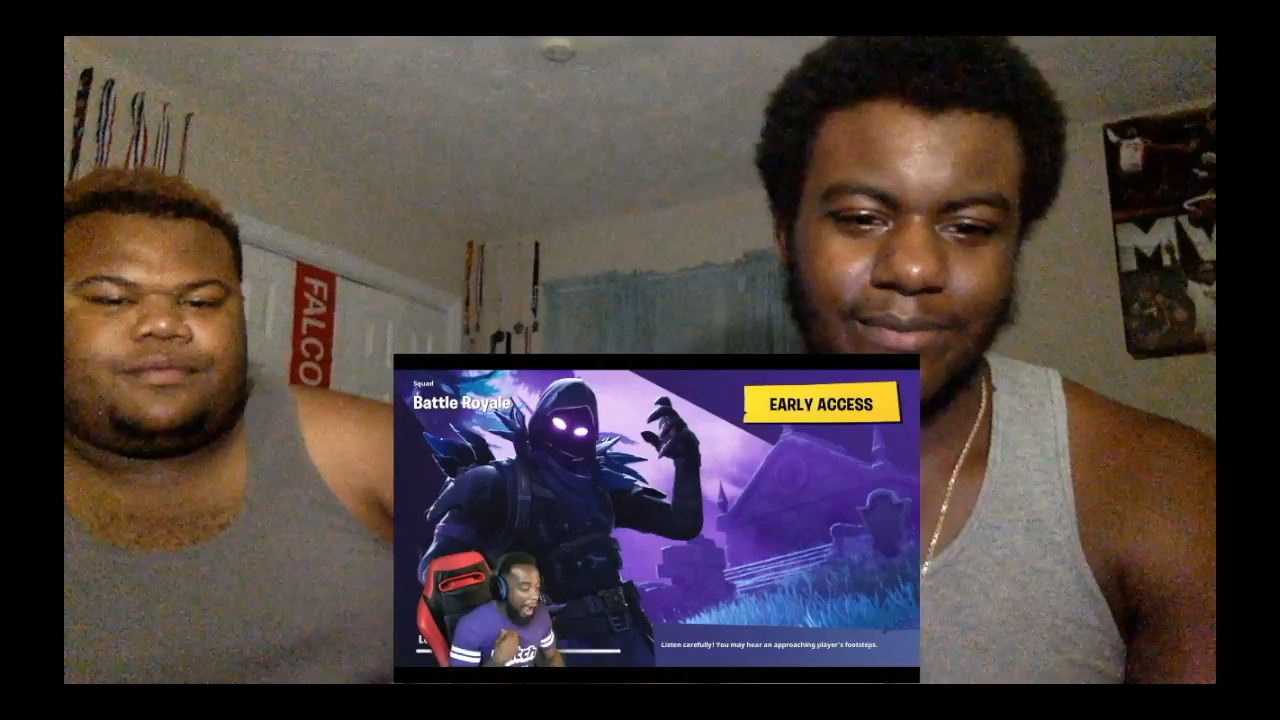 FALCO
Squad
Battle Royale
EARLY ACCESS
Listen carefully! You may hear an approaching player's footsteps.